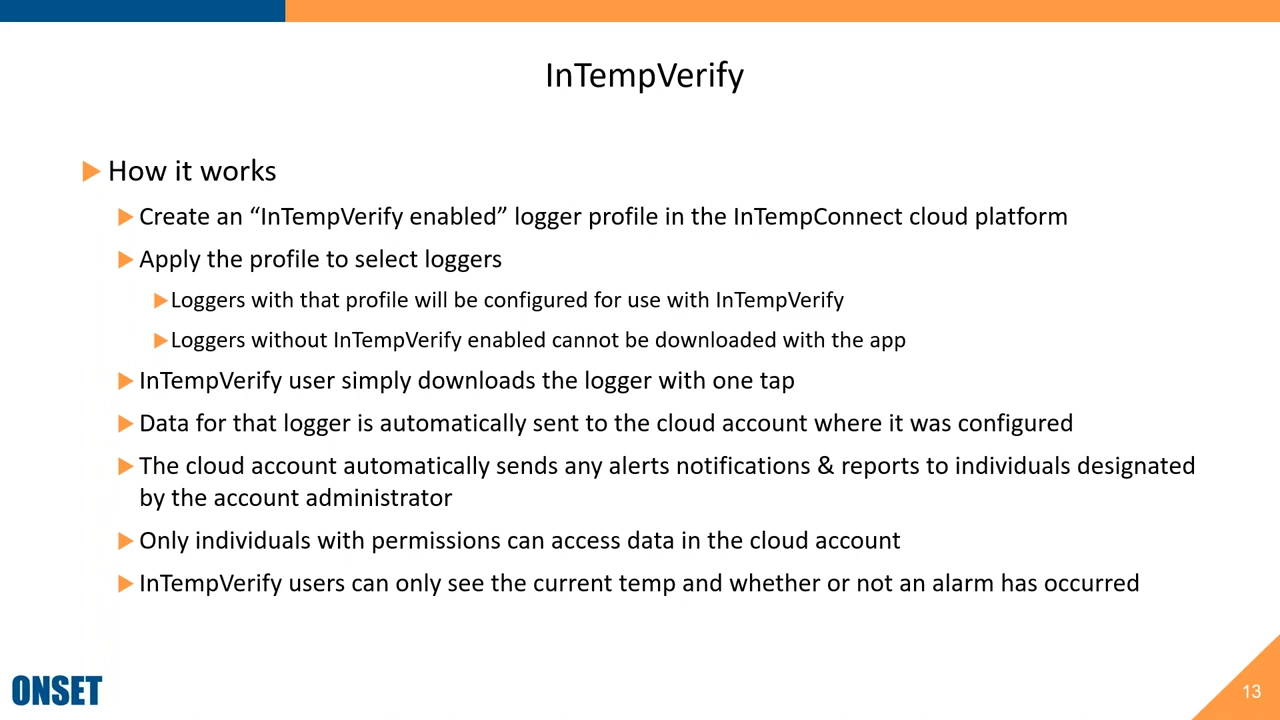 InTempVerify
How it works
Create an “InTempVerify enabled” logger profile in the InTempConnect cloud platform
Apply the profile to select loggers
Loggers with that profile will be configured for use with InTempVerify
Loggers without InTempVerify enabled cannot be downloaded with the app
InTempVerify user simply downloads the logger with one tap
Data for that logger is automatically sent to the cloud account where it was configured
The cloud account automatically sends any alerts notifications & reports to individuals designated
by the account administrator
Only individuals with permissions can access data in the cloud account
InTempVerify users can only see the current temp and whether or not an alarm has occurred
ONSET
13